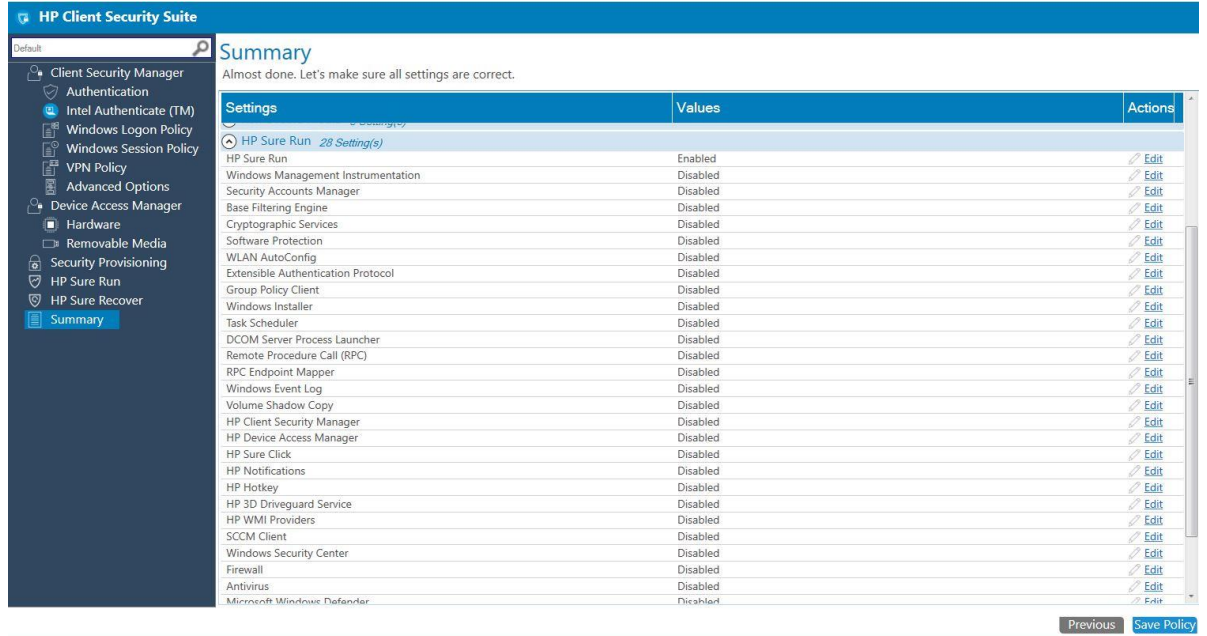 HP Client Security Suite
Default
Client Security Manager
Authentication
Intel Authenticate (TM)
Windows Logon Policy
Windows Session Policy
VPN Policy
Advanced Options
Device Access Manager
Hardware
Removable Media
Security Provisioning
HP Sure Run
HP Sure Recover
Summary
Summary
Almost done. Let's make sure all settings are correct.
Settings Values Actions
Setting(s)
HP Sure Run 28 Setting(s)
HP Sure Run Enabled Edit
Windows Management Instrumentation Disabled Edit
Security Accounts Manager Disabled Edit
Base Filtering Engine Disabled Edit
Cryptographic Services Disabled Edit
Software Protection Disabled Edit
WLAN AutoConfig Disabled Edit
Extensible Authentication Protocol Disabled Edit
Group Policy Client Disabled Edit
Windows Installer Disabled Edit
Task Scheduler Disabled Edit
DCOM Server Process Launcher Disabled Edit
Remote Procedure Call (RPC) Disabled Edit
RPC Endpoint Mapper Disabled Edit
Windows Event Log Disabled Edit
Volume Shadow Copy Disabled Edit
HP Client Security Manager Disabled Edit
HP Device Access Manager Disabled Edit
HP Sure Click Disabled Edit
HP Notifications Disabled Edit
HP Hotkey Disabled Edit
HP 3D Driveguard Service Disabled Edit
HP WMI Providers Disabled Edit
SCCM Client Disabled Edit
Windows Security Center Disabled Edit
Firewall Disabled Edit
Antivirus Disabled Edit
Microsoft Windows Defender Disabled Edit
Previous Save Policy